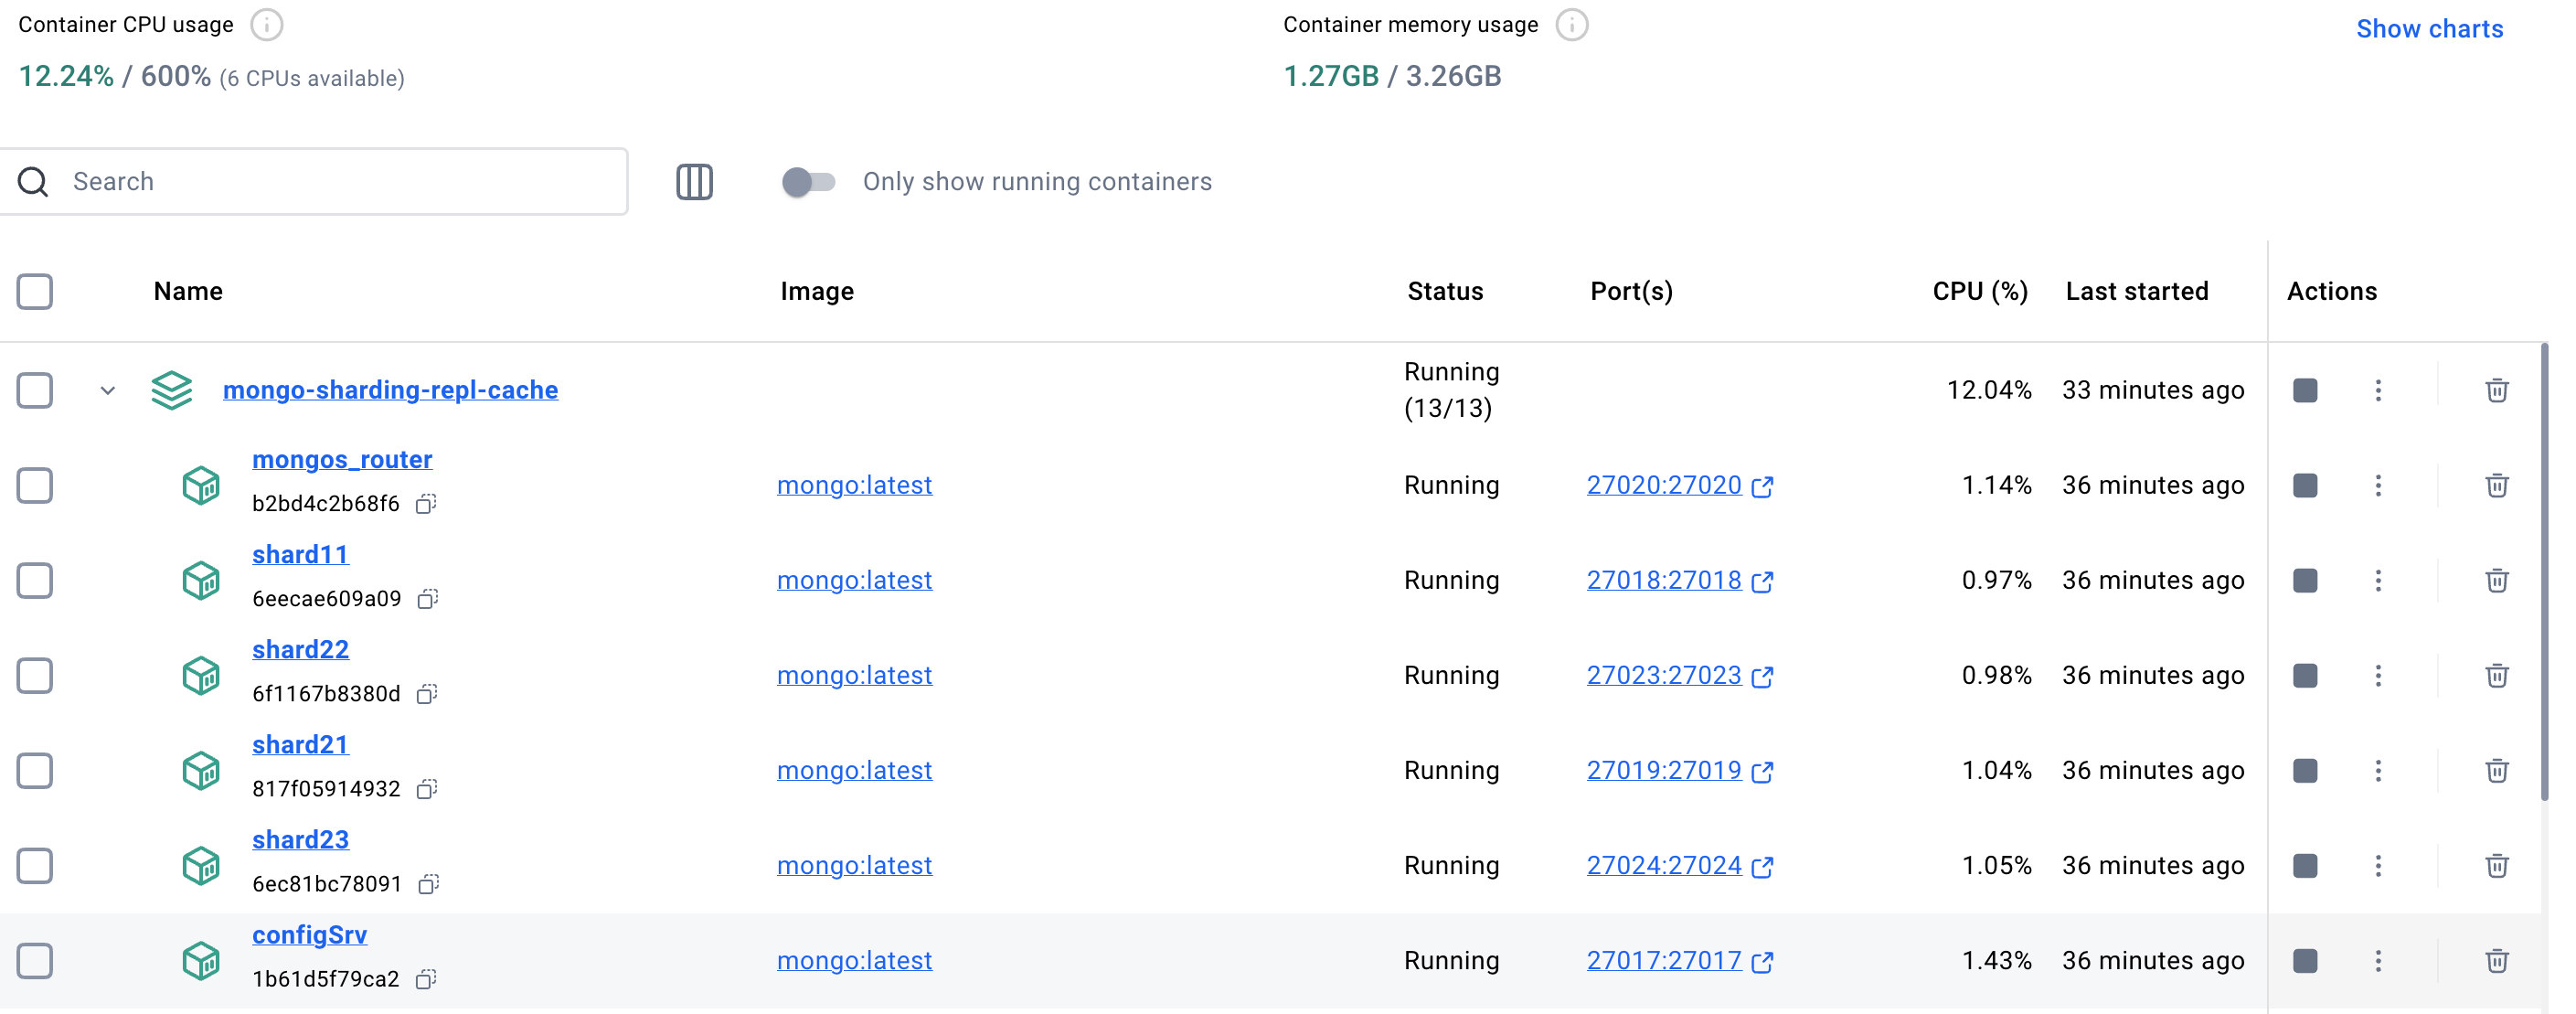 Container CPU usage
12.24% / 600% (6 CPUs available)
Container memory usage
1.27GB / 3.26GB
Show charts
Search
Only show running containers
Name Image Status Port(s) CPU (%) Last started Actions
mongo-sharding-repl-cache Running (13/13) 12.04% 33 minutes ago
mongos_router
b2bd4c2b68f6 mongo:latest Running 27020:27020 1.14% 36 minutes ago
shard11
6eecae609a09 mongo:latest Running 27018:27018 0.97% 36 minutes ago
shard22
6f1167b8380d mongo:latest Running 27023:27023 0.98% 36 minutes ago
shard21
817f05914932 mongo:latest Running 27019:27019 1.04% 36 minutes ago
shard23
6ec81bc78091 mongo:latest Running 27024:27024 1.05% 36 minutes ago
configSrv
1b61d5f79ca2 mongo:latest Running 27017:27017 1.43% 36 minutes ago